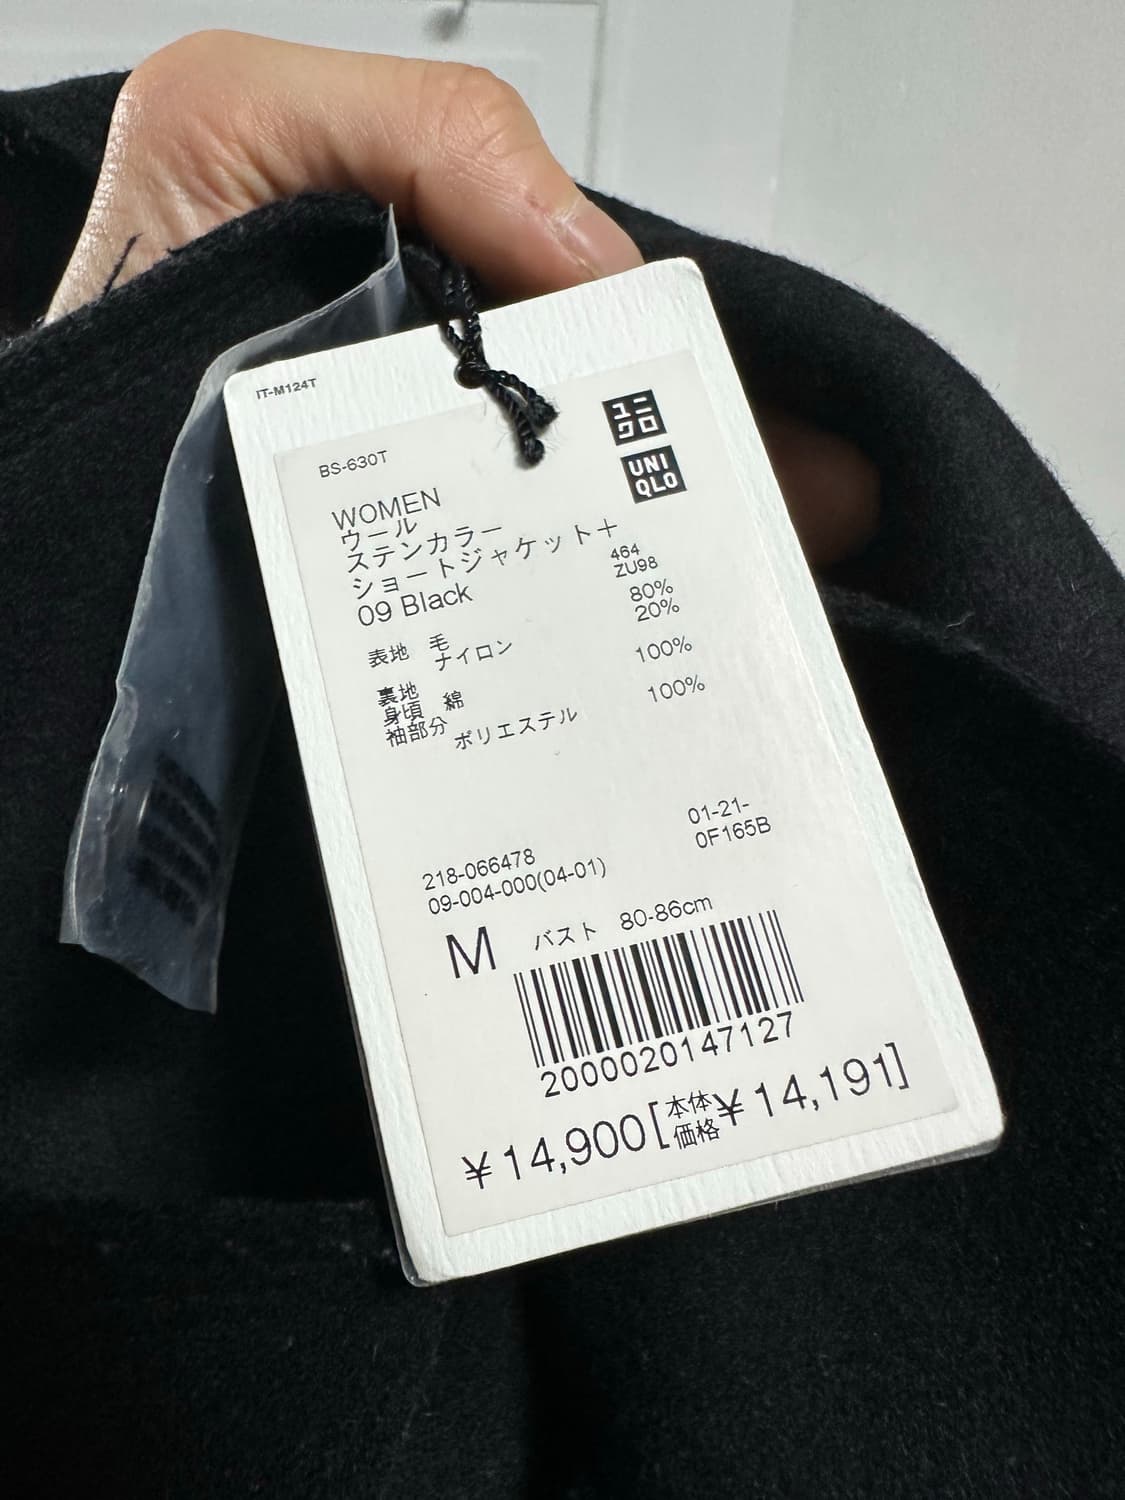 IT-M124T
BS-630T
ユニ
クロ
UNI
QLO
WOMEN
ウール
ステンカラー
ショートジャケット＋
09 Black
464
ZU98
表地 毛 80%
ナイロン 20%
裏地
身頃 綿 100%
袖部分 ポリエステル 100%
01-21-
0F165B
218-066478
09-004-000(04-01)
M バスト 80-86cm
2000020147127
¥14,900[本体価格¥14,191]